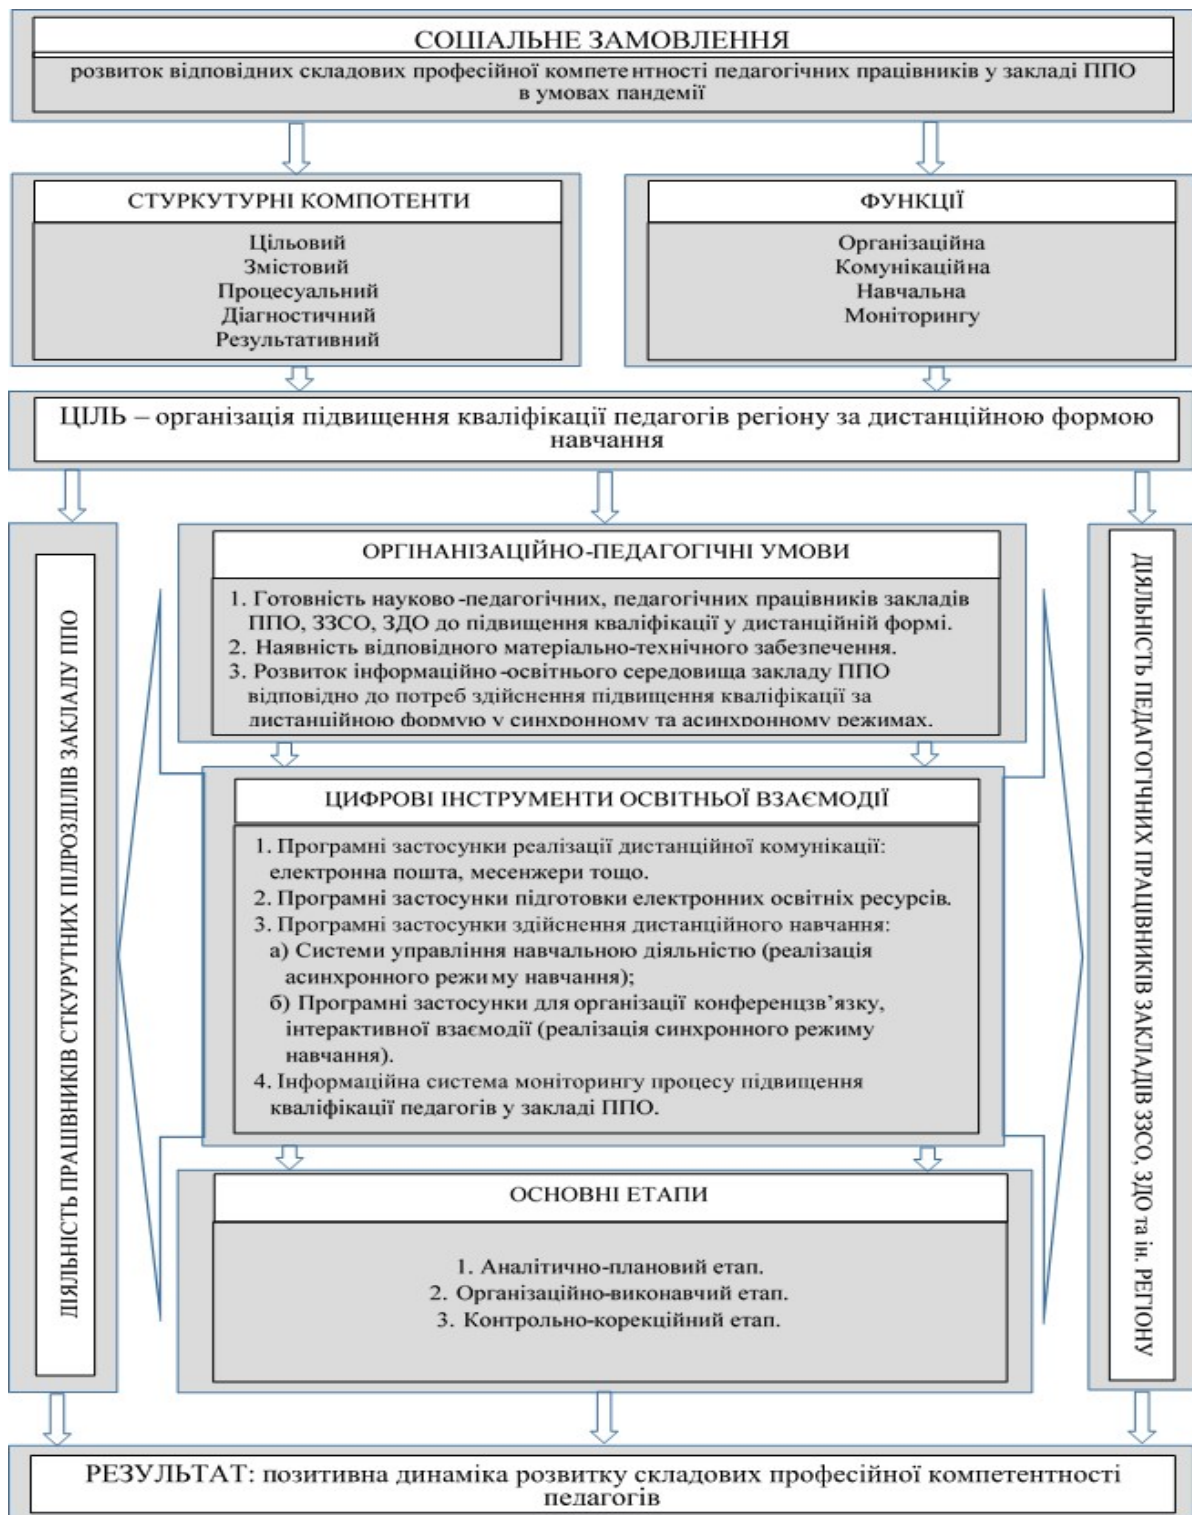 СОЦІАЛЬНЕ ЗАМОВЛЕННЯ
розвиток відповідних складових професійної компетентності педагогічних працівників у закладі ППО
в умовах пандемії
СТУРКУТУРНІ КОМПОТЕНТИ
Цільовий
Змістовий
Процесуальний
Діагностичний
Результативний
ФУНКЦІЇ
Організаційна
Комунікаційна
Навчальна
Моніторингу
ЦІЛЬ – організація підвищення кваліфікації педагогів регіону за дистанційною формою
навчання
ДІЯЛЬНІСТЬ ПРАЦІВНИКІВ СТКУРУТНИХ ПІДРОЗДІЛІВ ЗАКЛАДУ ППО
ОРГІНАНІЗАЦІЙНО-ПЕДАГОГІЧНІ УМОВИ
1. Готовність науково-педагогічних, педагогічних працівників закладів
ППО, ЗЗСО, ЗДО до підвищення кваліфікації у дистанційній формі.
2. Наявність відповідного матеріально-технічного забезпечення.
3. Розвиток інформаційно-освітнього середовища закладу ППО
відповідно до потреб здійснення підвищення кваліфікації за
дистанційною формую у синхронному та асинхронному режимах.
ЦИФРОВІ ІНСТРУМЕНТИ ОСВІТНЬОЇ ВЗАЄМОДІЇ
1. Програмні застосунки реалізації дистанційної комунікації:
електронна пошта, месенжери тощо.
2. Програмні застосунки підготовки електронних освітніх ресурсів.
3. Програмні застосунки здійснення дистанційного навчання:
а) Системи управління навчальною діяльністю (реалізація
асинхронного режиму навчання);
б) Програмні застосунки для організації конференцзв’язку,
інтерактивної взаємодії (реалізація синхронного режиму
навчання).
4. Інформаційна система моніторингу процесу підвищення
кваліфікації педагогів у закладі ППО.
ОСНОВНІ ЕТАПИ
1. Аналітично-плановий етап.
2. Організаційно-виконавчий етап.
3. Контрольно-корекційний етап.
ДІЯЛЬНІСТЬ ПЕДАГОГІЧНИХ ПРАЦІВНИКІВ ЗАКЛАДІВ ЗЗСО, ЗДО та ін. РЕГІОНУ
РЕЗУЛЬТАТ: позитивна динаміка розвитку складових професійної компетентності
педагогів